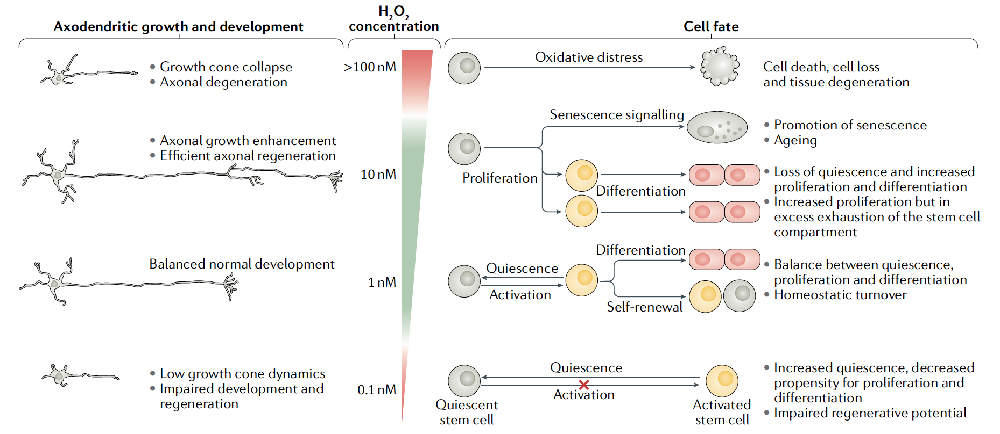 Axodendritic growth and development
H₂O₂
concentration
Cell fate
• Growth cone collapse
• Axonal degeneration
>100 nM
Oxidative distress
Cell death, cell loss
and tissue degeneration
• Axonal growth enhancement
• Efficient axonal regeneration
10 nM
Proliferation
Senescence signalling
• Promotion of senescence
• Ageing
Differentiation
• Loss of quiescence and increased
proliferation and differentiation
• Increased proliferation but in
excess exhaustion of the stem cell
compartment
Balanced normal development
1 nM
Quiescence
Activation
Differentiation
Self-renewal
• Balance between quiescence,
proliferation and differentiation
• Homeostatic turnover
• Low growth cone dynamics
• Impaired development and
regeneration
0.1 nM
Quiescence
Activation
Quiescent
stem cell
Activated
stem cell
• Increased quiescence, decreased
propensity for proliferation and
differentiation
• Impaired regenerative potential